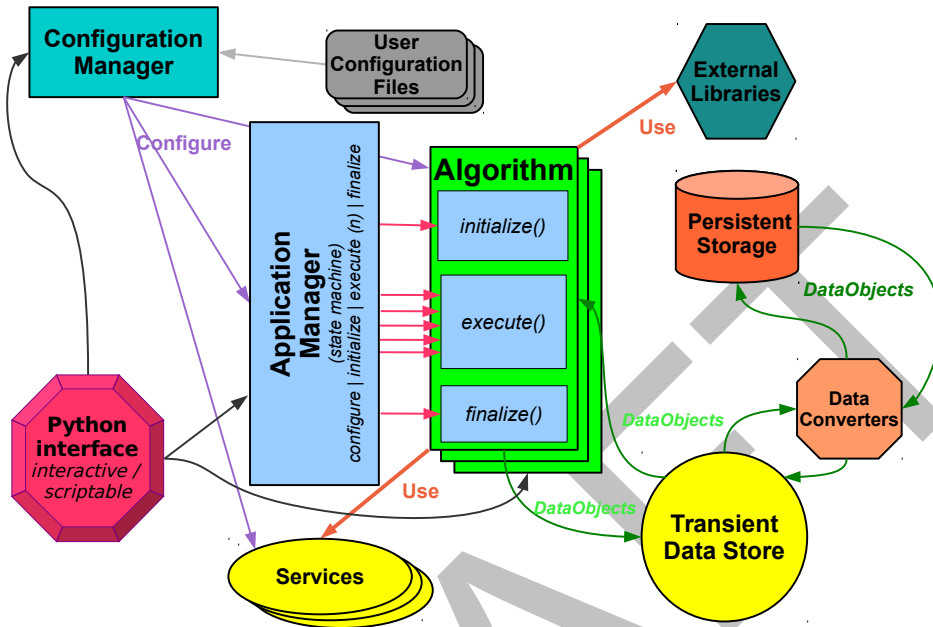 Configuration
Manager
User
Configuration
Files
External
Libraries
Use
Configure
Algorithm
initialize()
execute()
finalize()
Application
Manager
(state machine)
configure | initialize | execute (n) | finalize
Persistent
Storage
DataObjects
Data
Converters
DataObjects
DataObjects
Transient
Data Store
Python
interface
interactive /
scriptable
Use
Services